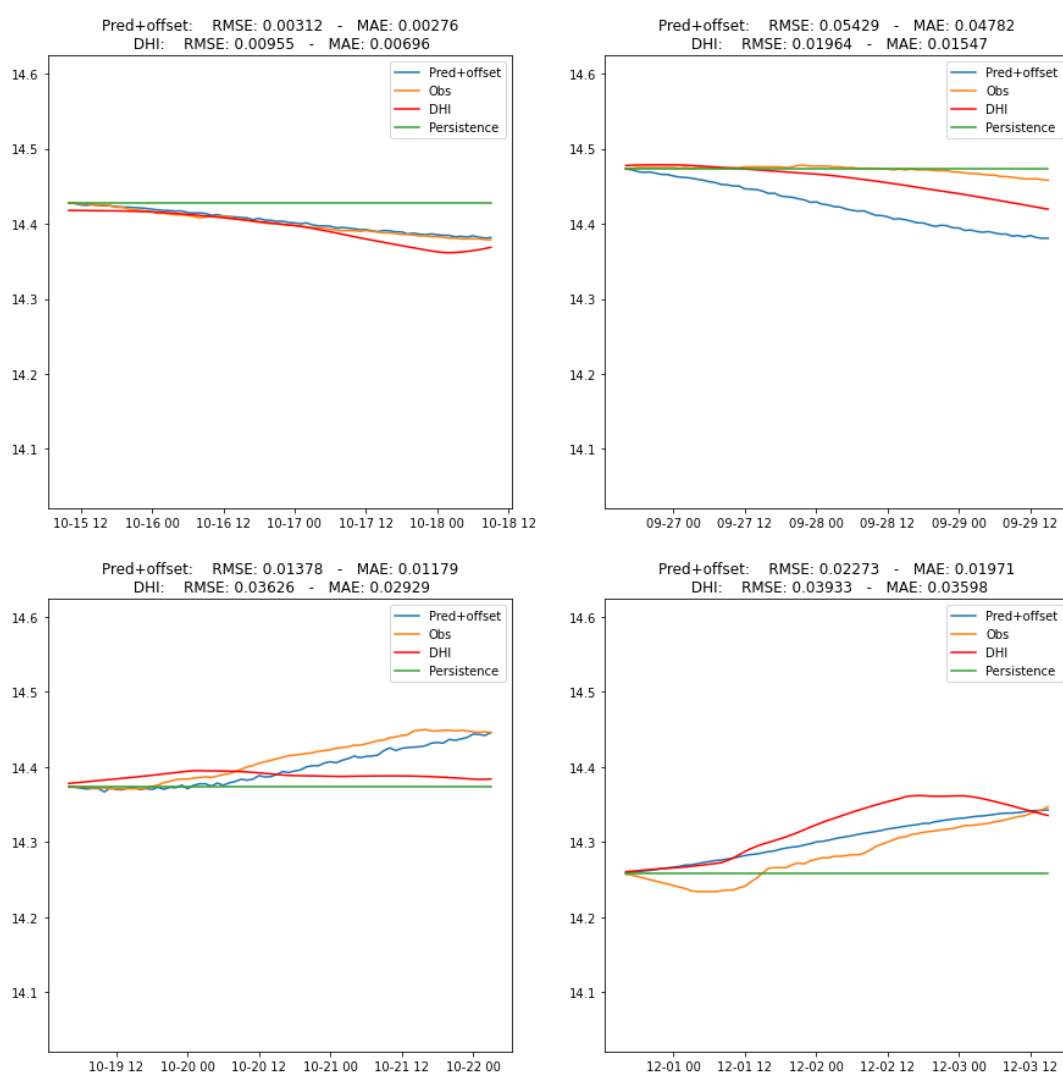 Pred+offset: RMSE: 0.00312 - MAE: 0.00276
DHI: RMSE: 0.00955 - MAE: 0.00696
14.6
14.5
14.4
14.3
14.2
14.1
Pred+offset
Obs
DHI
Persistence
10-15 12 10-16 00 10-16 12 10-17 00 10-17 12 10-18 00 10-18 12
Pred+offset: RMSE: 0.05429 - MAE: 0.04782
DHI: RMSE: 0.01964 - MAE: 0.01547
14.6
14.5
14.4
14.3
14.2
14.1
Pred+offset
Obs
DHI
Persistence
09-27 00 09-27 12 09-28 00 09-28 12 09-29 00 09-29 12
Pred+offset: RMSE: 0.01378 - MAE: 0.01179
DHI: RMSE: 0.03626 - MAE: 0.02929
14.6
14.5
14.4
14.3
14.2
14.1
Pred+offset
Obs
DHI
Persistence
10-19 12 10-20 00 10-20 12 10-21 00 10-21 12 10-22 00
Pred+offset: RMSE: 0.02273 - MAE: 0.01971
DHI: RMSE: 0.03933 - MAE: 0.03598
14.6
14.5
14.4
14.3
14.2
14.1
Pred+offset
Obs
DHI
Persistence
12-01 00 12-01 12 12-02 00 12-02 12 12-03 00 12-03 12